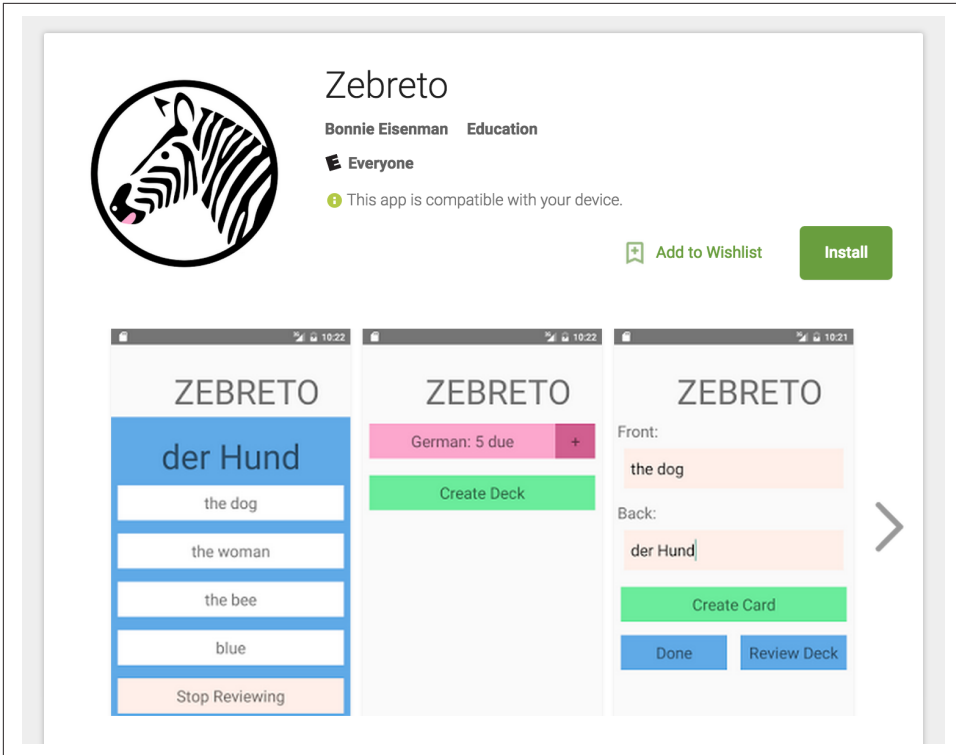 Zebreto
Bonnie Eisenman Education
E Everyone
This app is compatible with your device.
Add to Wishlist
Install
10:22
ZEBRETO
der Hund
the dog
the woman
the bee
blue
Stop Reviewing
10:22
ZEBRETO
German: 5 due +
Create Deck
10:21
ZEBRETO
Front:
the dog
Back:
der Hund
Create Card
Done Review Deck